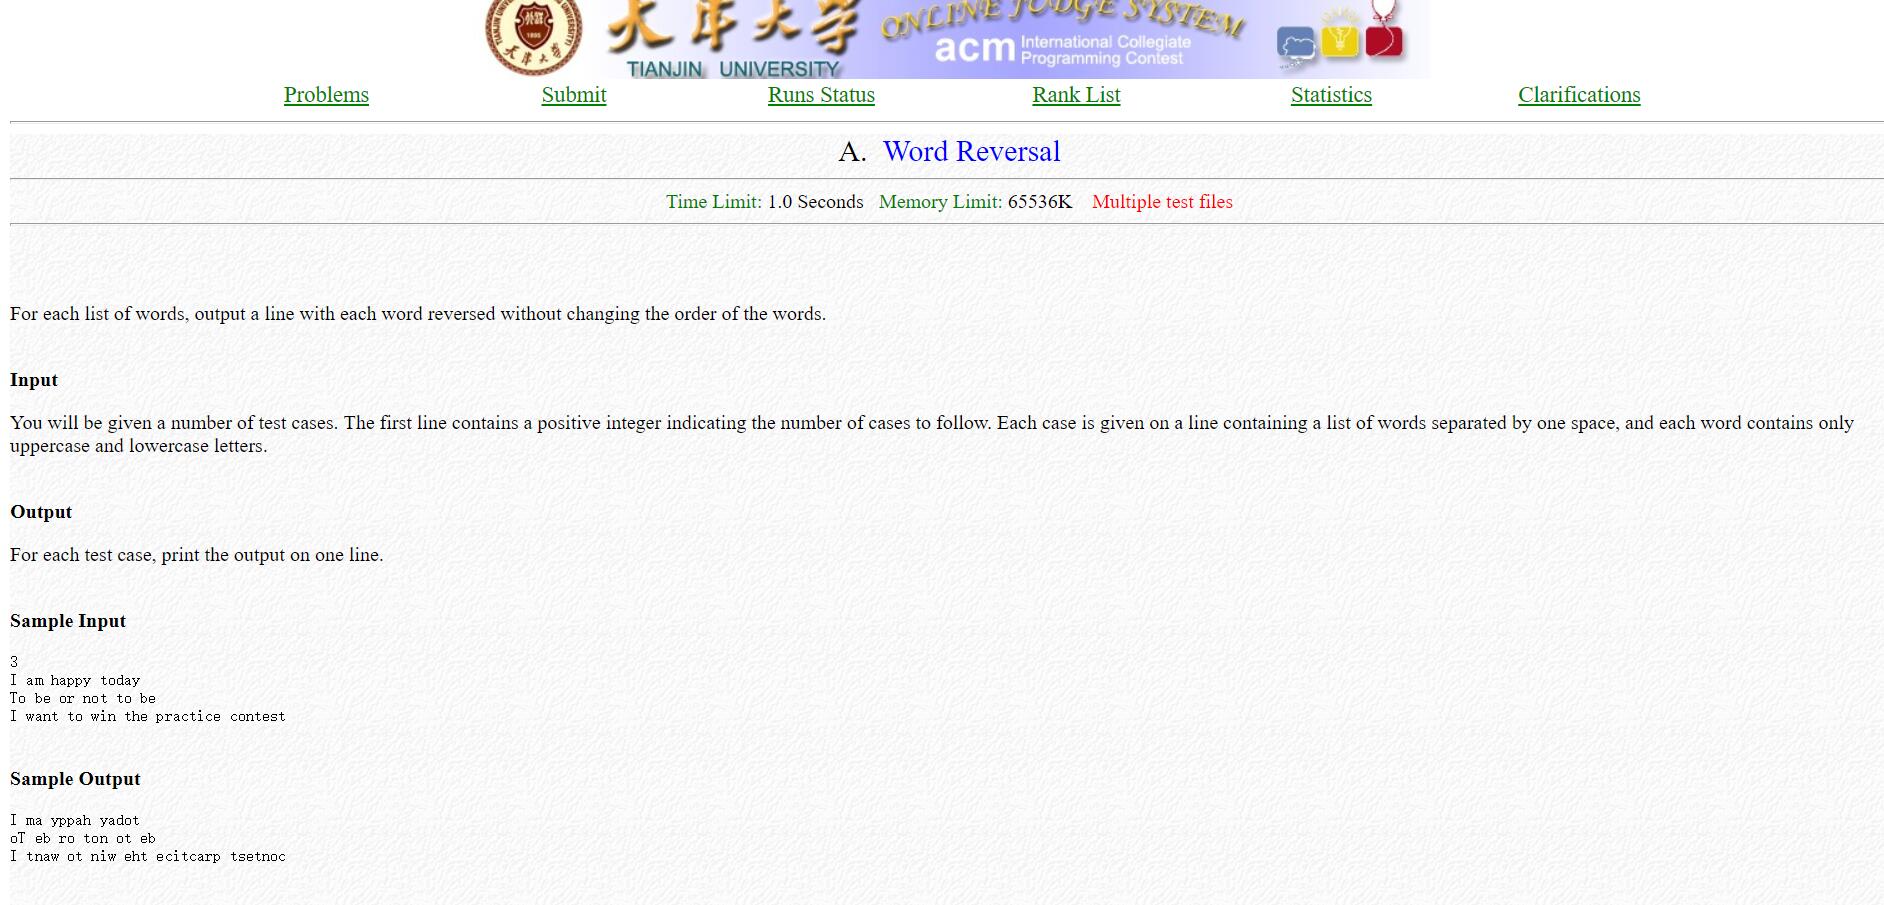 天津大学
TIANJIN UNIVERSITY
ONLINE JUDGE SYSTEM
acm International Collegiate
Programming Contest
1895
天津大学
Problems Submit Runs Status Rank List Statistics Clarifications
A. Word Reversal
Time Limit: 1.0 Seconds Memory Limit: 65536K Multiple test files
For each list of words, output a line with each word reversed without changing the order of the words.
Input
You will be given a number of test cases. The first line contains a positive integer indicating the number of cases to follow. Each case is given on a line containing a list of words separated by one space, and each word contains only
uppercase and lowercase letters.
Output
For each test case, print the output on one line.
Sample Input
3
I am happy today
To be or not to be
I want to win the practice contest
Sample Output
I ma yppah yadot
oT eb ro ton ot eb
I tnaw ot niw eht ecitcarp tsetnoc